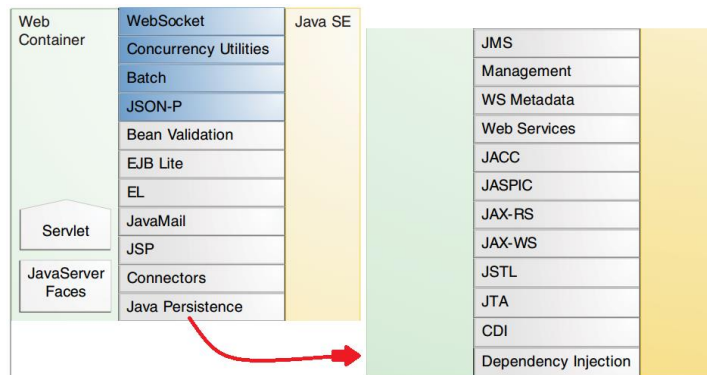 Web
Container
WebSocket
Java SE
Concurrency Utilities
Batch
JSON-P
Bean Validation
EJB Lite
EL
JavaMail
JSP
Connectors
Java Persistence
Servlet
JavaServer
Faces
JMS
Management
WS Metadata
Web Services
JACC
JASPIC
JAX-RS
JAX-WS
JSTL
JTA
CDI
Dependency Injection